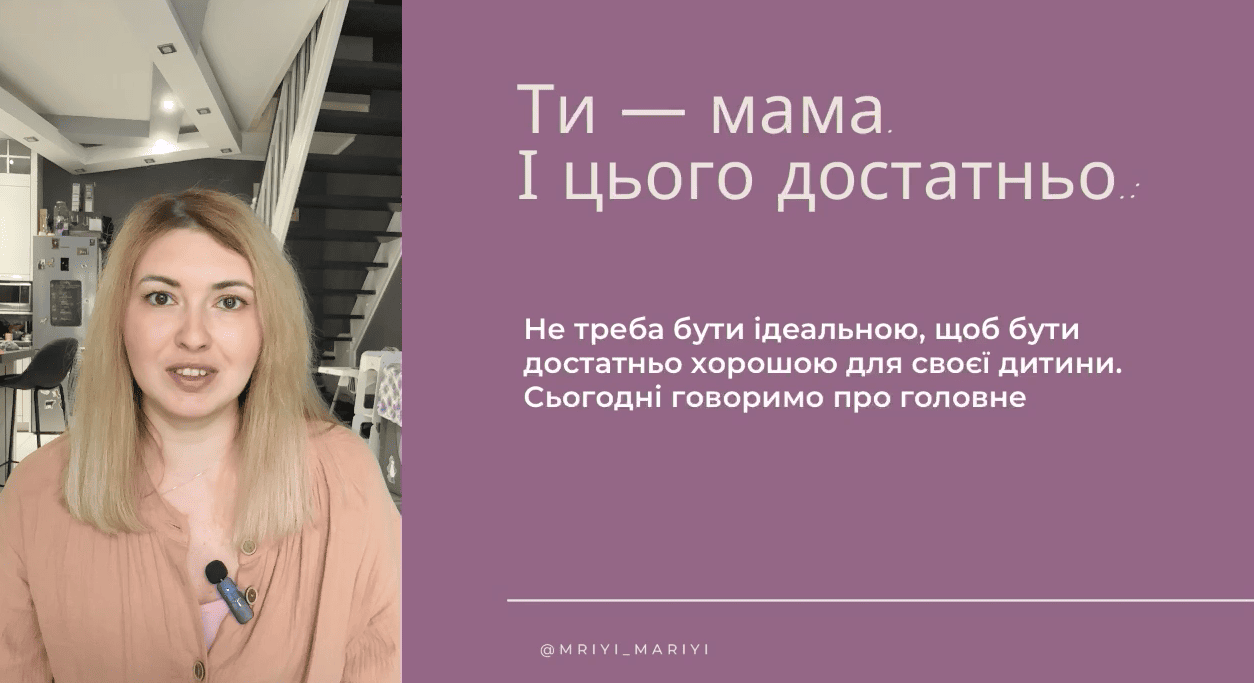 Ти — мама.
І цього достатньо.:
Не треба бути ідеальною, щоб бути
достатньо хорошою для своєї дитини.
Сьогодні говоримо про головне
@MRIYI_MARIYI